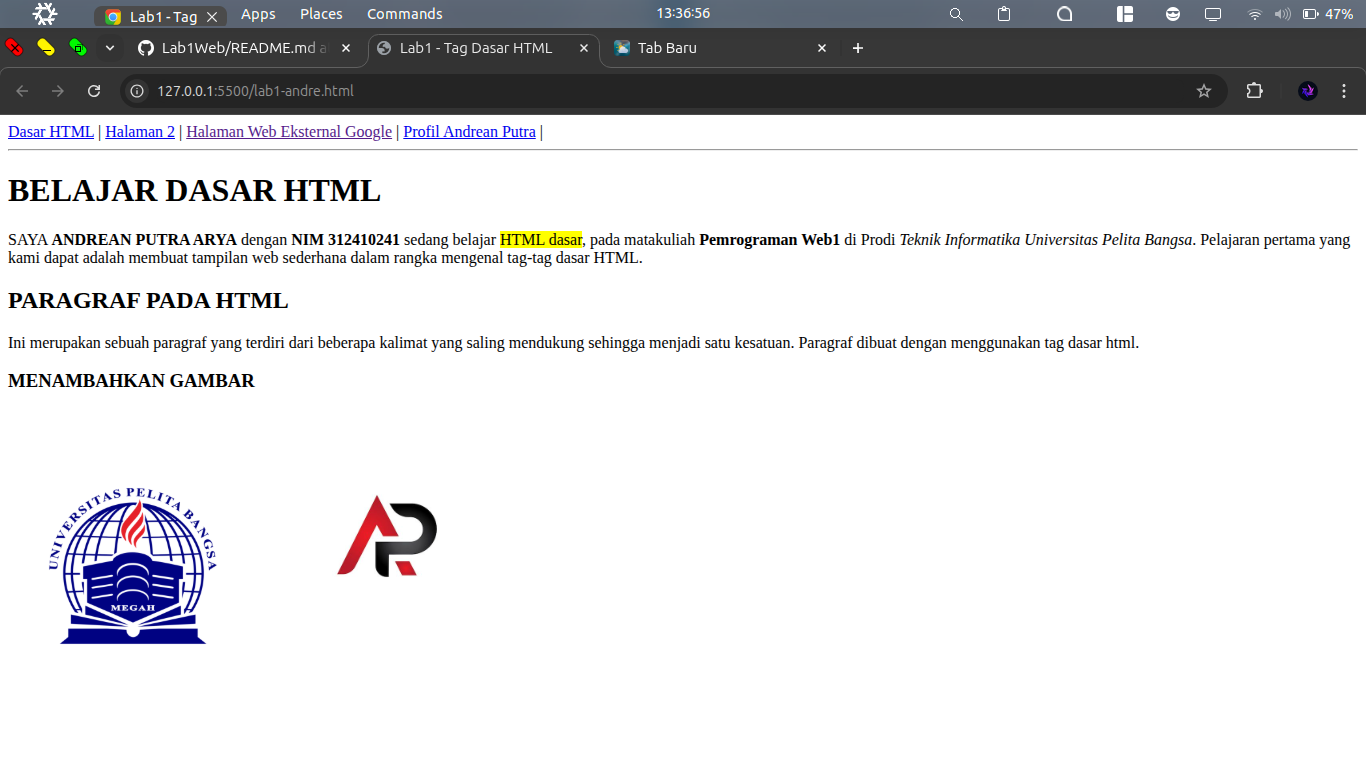 Lab1 - Tag
Apps
Places
Commands
13:36:56
47%
Lab1Web/README.md a
Lab1 - Tag Dasar HTML
Tab Baru
127.0.0.1:5500/lab1-andre.html
Dasar HTML | Halaman 2 | Halaman Web Eksternal Google | Profil Andrean Putra |
BELAJAR DASAR HTML
SAYA ANDREAN PUTRA ARYA dengan NIM 312410241 sedang belajar HTML dasar, pada matakuliah Pemrograman Web1 di Prodi Teknik Informatika Universitas Pelita Bangsa. Pelajaran pertama yang
kami dapat adalah membuat tampilan web sederhana dalam rangka mengenal tag-tag dasar HTML.
PARAGRAF PADA HTML
Ini merupakan sebuah paragraf yang terdiri dari beberapa kalimat yang saling mendukung sehingga menjadi satu kesatuan. Paragraf dibuat dengan menggunakan tag dasar html.
MENAMBAHKAN GAMBAR
UNIVERSITAS PELITA BANGSA
MEGAH
AP